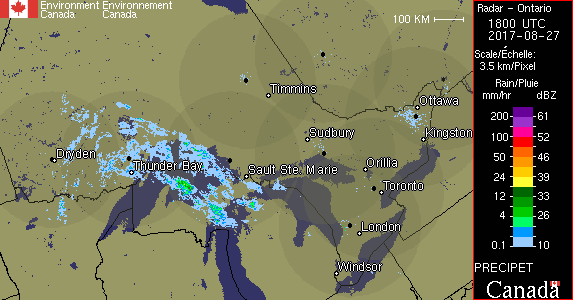 Environment Environnement
Canada Canada
100 KM
Timmins
Ottawa
Sudbury
Kingston
Dryden
Thunder Bay
Sault Ste. Marie
Orillia
Toronto
London
Windsor
Radar - Ontario
1800 UTC
2017-08-27
Scale/Échelle:
3.5 km/Pixel
Rain/Pluie
mm/hr dBZ
200 61
100 56
100 52
50 46
24 39
12 33
4 26
0.1 10
PRECIPET
Canada